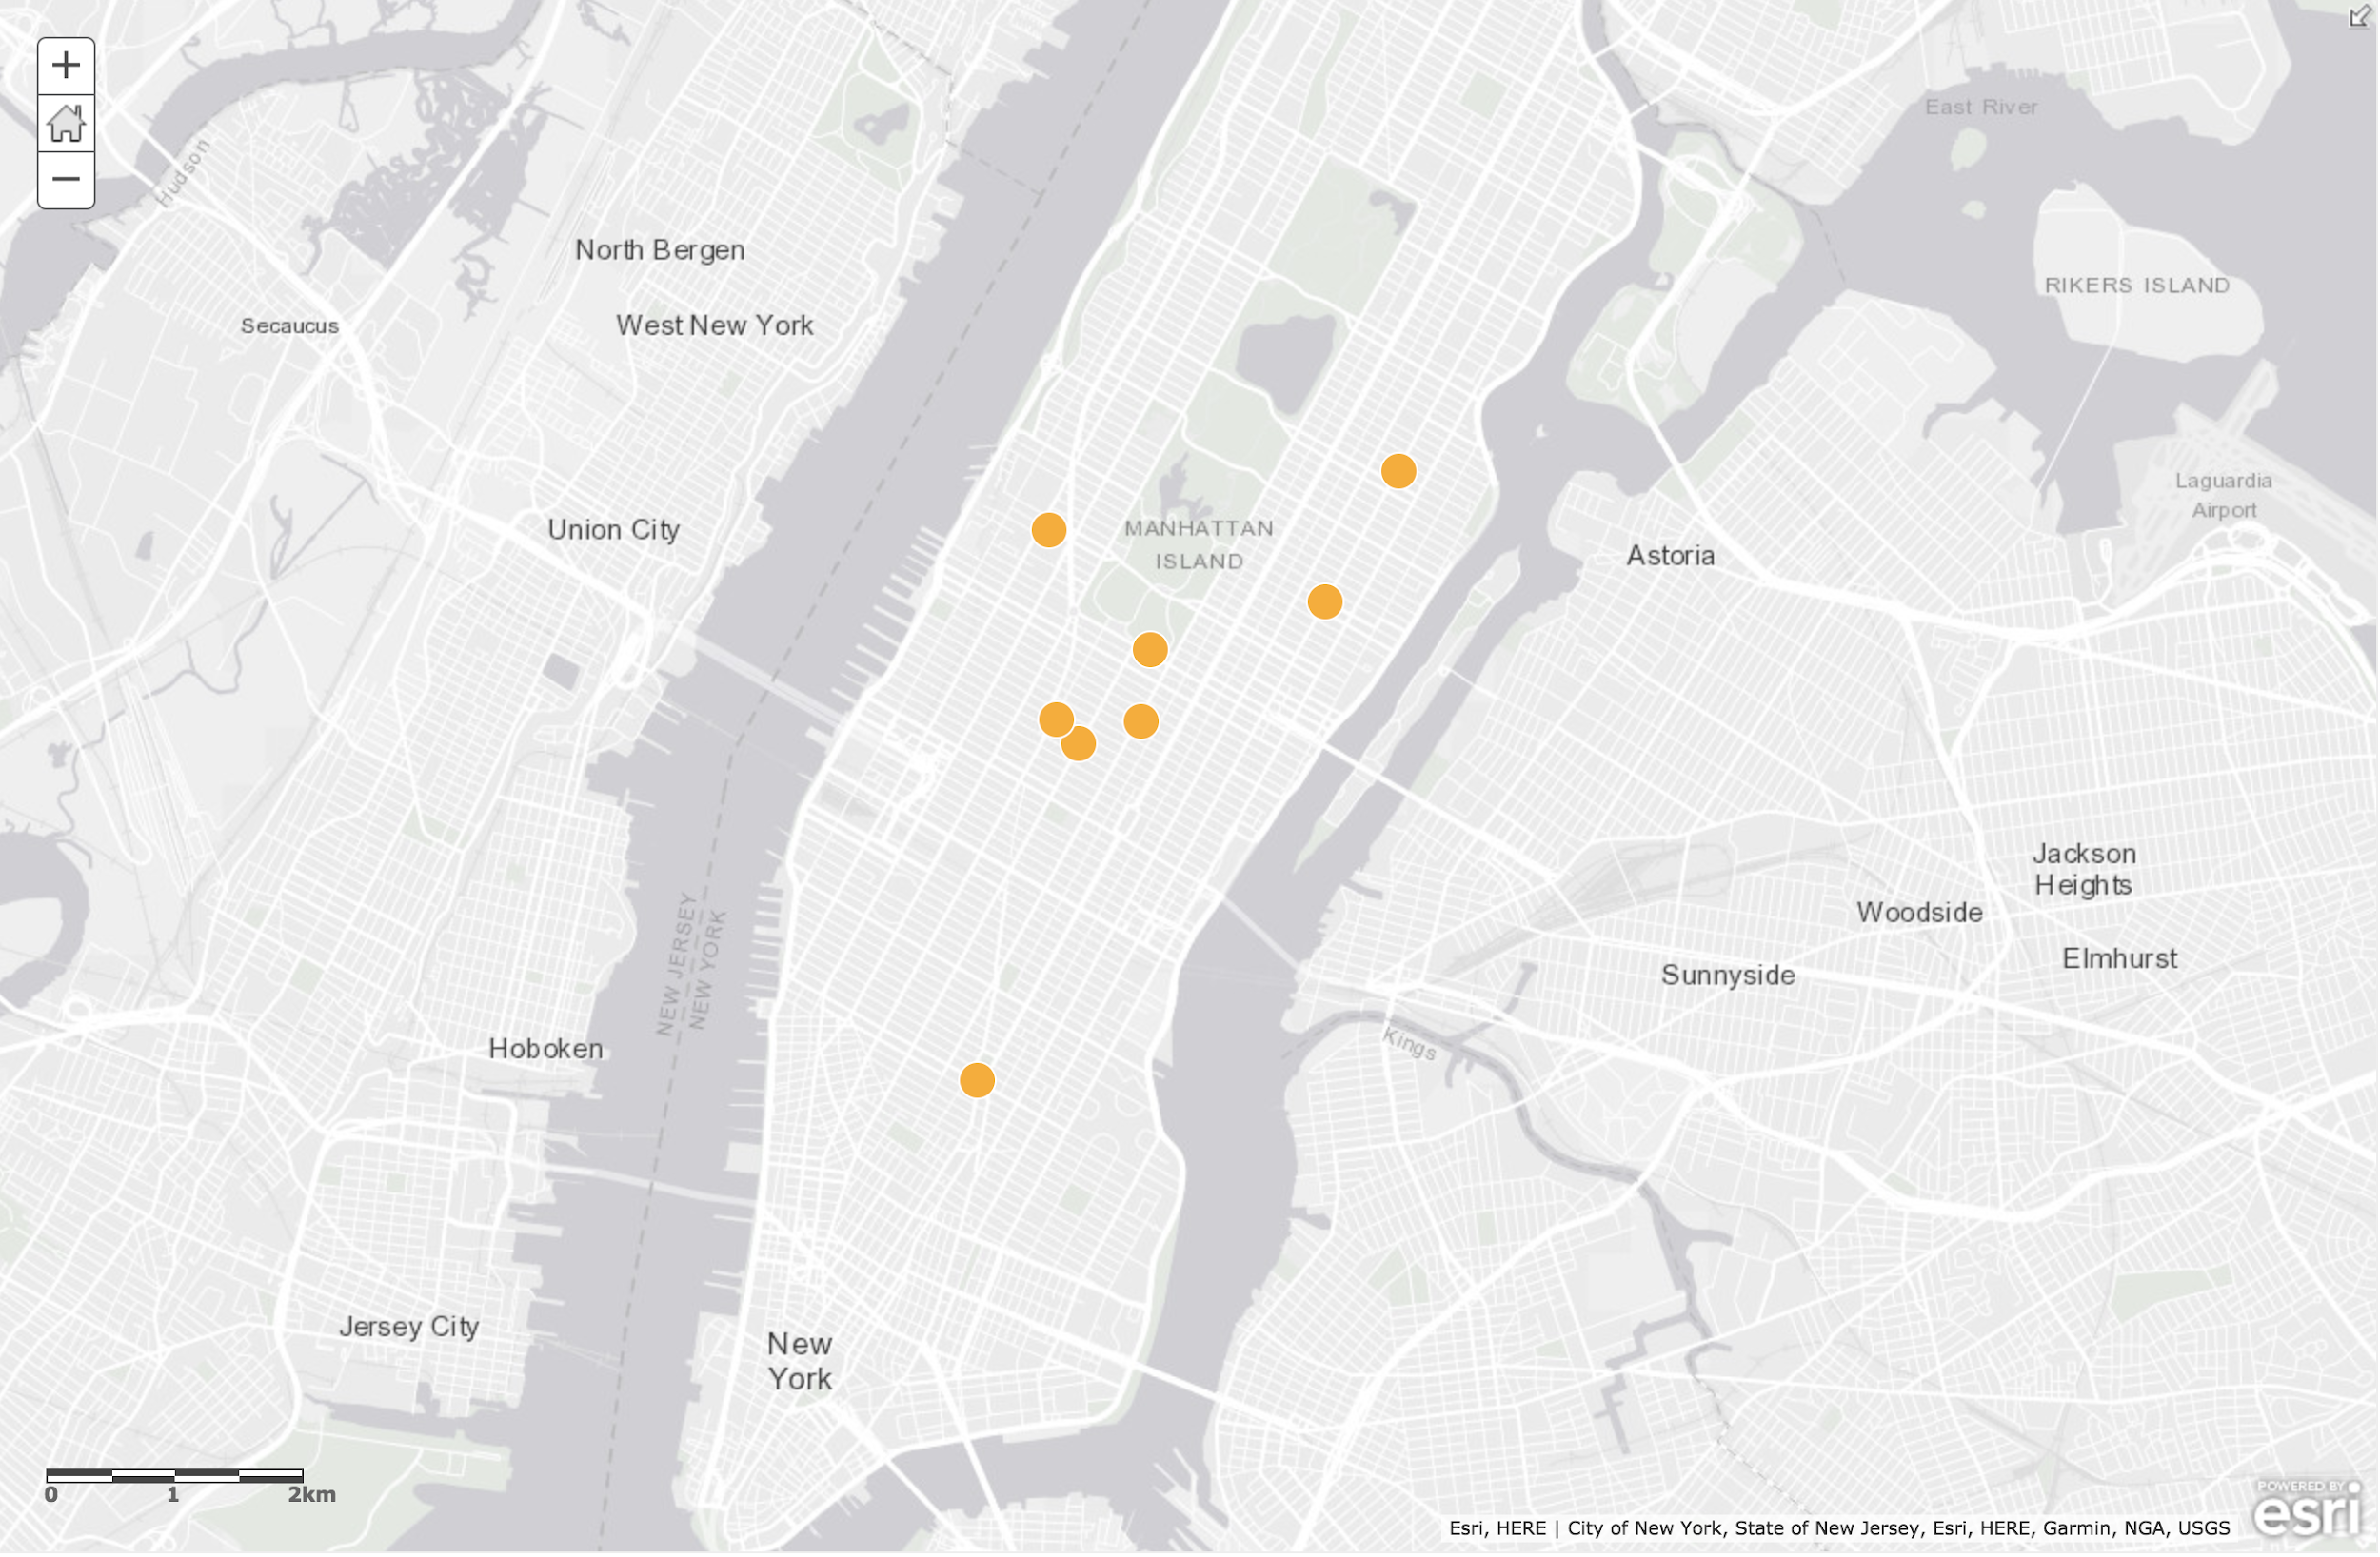 +
−
East River
Hudson
North Bergen
RIKERS ISLAND
Secaucus
West New York
Laguardia
Airport
Union City
MANHATTAN
ISLAND
Astoria
Jackson
Heights
Woodside
Elmhurst
Sunnyside
NEW JERSEY
NEW YORK
Kings
Hoboken
Jersey City
New
York
0 1 2km
POWERED BY
esri
Esri, HERE | City of New York, State of New Jersey, Esri, HERE, Garmin, NGA, USGS